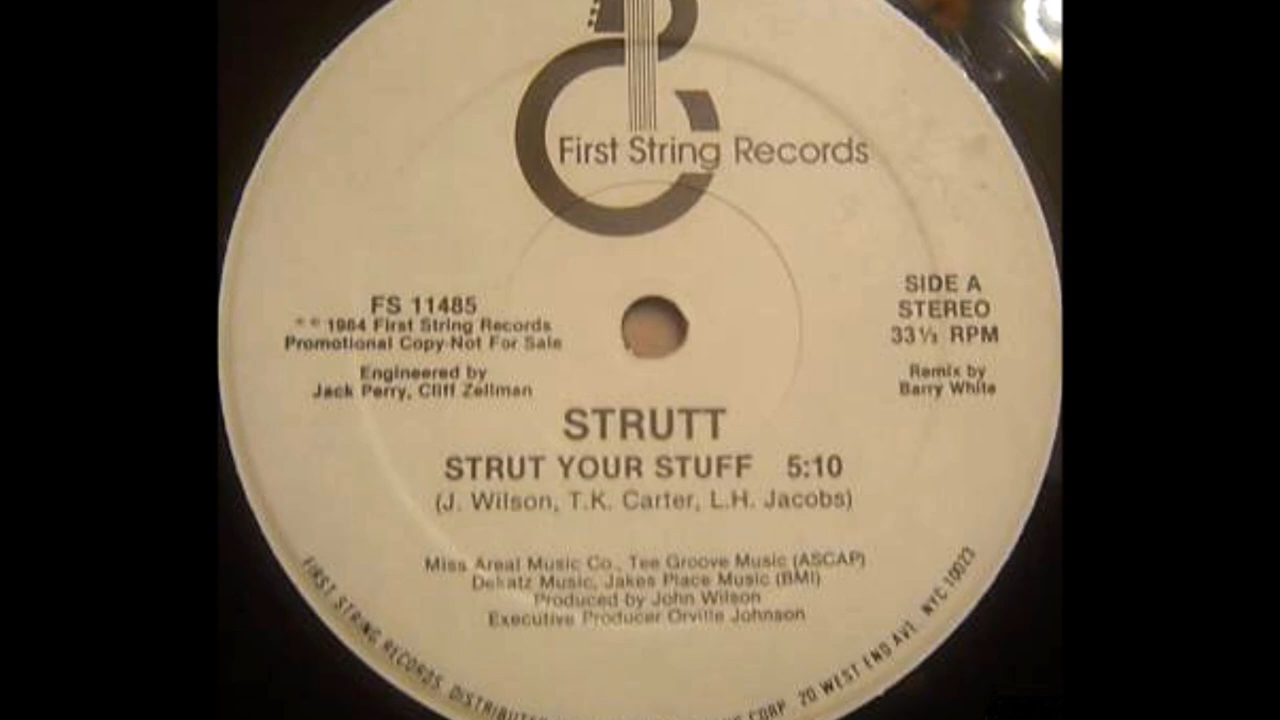 First String Records
FS 11485
℗ © 1984 First String Records
Promotional Copy-Not For Sale
Engineered by
Jack Perry, Cliff Zellman
SIDE A
STEREO
33⅓ RPM
Remix by
Barry White
STRUTT
STRUT YOUR STUFF 5:10
(J. Wilson, T.K. Carter, L.H. Jacobs)
Miss Areal Music Co., Tee Groove Music (ASCAP)
Dekatz Music, Jakes Place Music (BMI)
Produced by John Wilson
Executive Producer Orville Johnson
FIRST STRING RECORDS DISTRIBUTED CORP 20 WEST END AVE NYC-10023